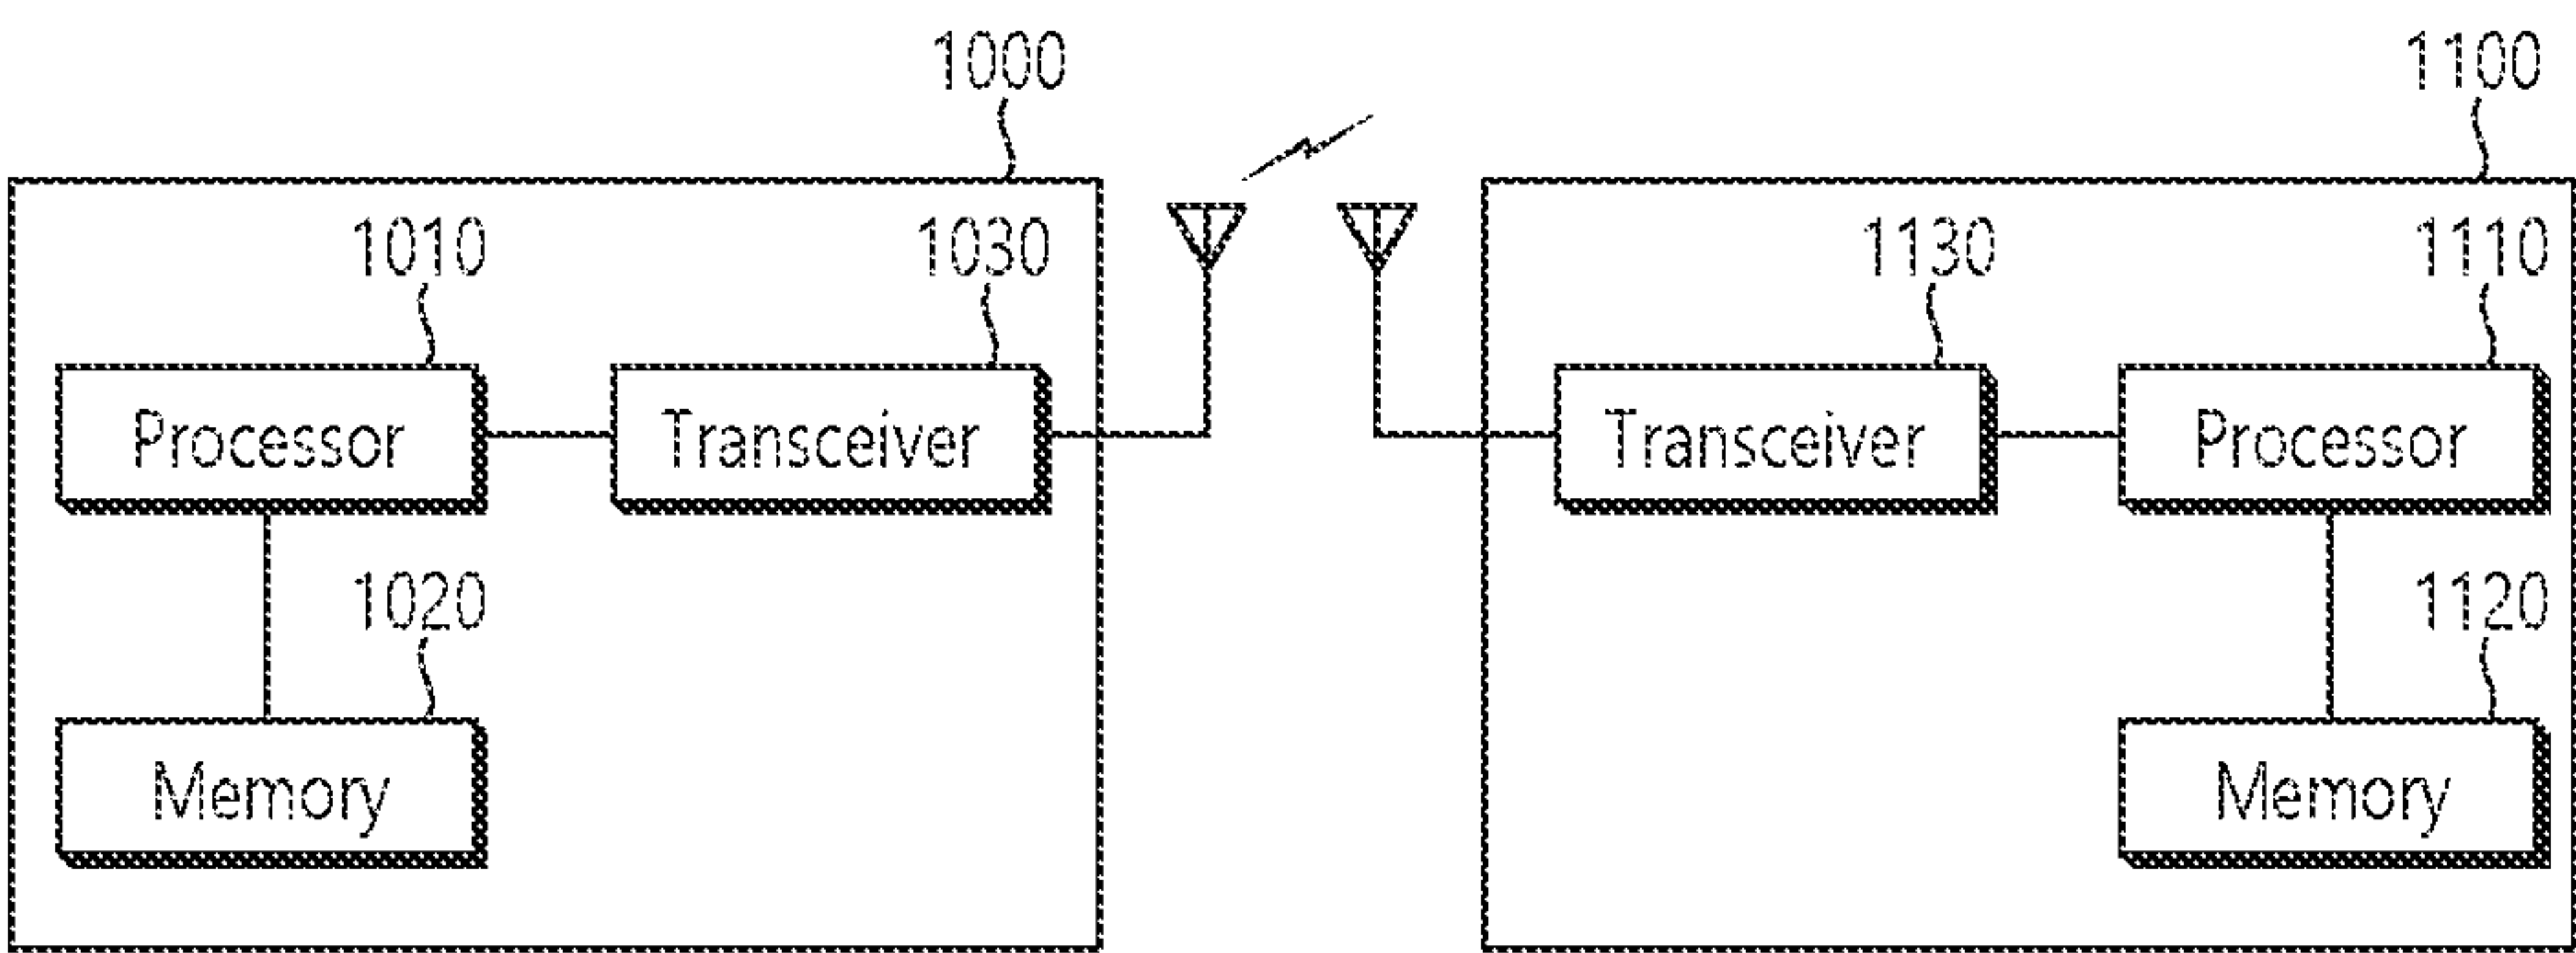 1000
1100
1010
1030
1130
1110
Processor
Transceiver
Transceiver
Processor
1020
1120
Memory
Memory